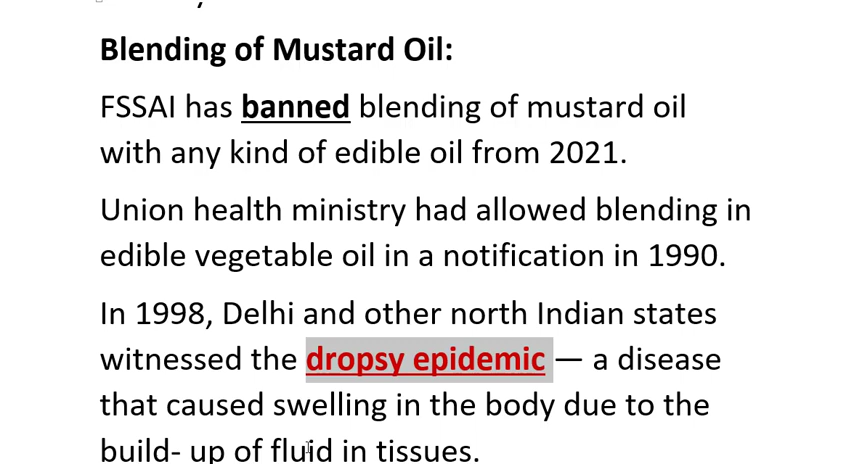 Blending of Mustard Oil:
FSSAI has banned blending of mustard oil
with any kind of edible oil from 2021.
Union health ministry had allowed blending in
edible vegetable oil in a notification in 1990.
In 1998, Delhi and other north Indian states
witnessed the dropsy epidemic — a disease
that caused swelling in the body due to the
build- up of fluid in tissues.